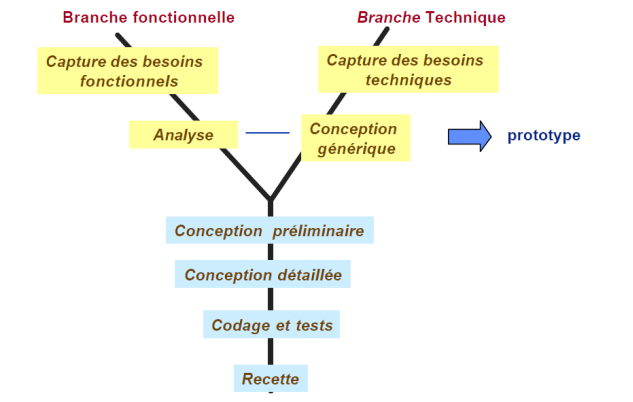 Branche fonctionnelle
Branche Technique
Capture des besoins
fonctionnels
Capture des besoins
techniques
Analyse
Conception
générique
prototype
Conception préliminaire
Conception détaillée
Codage et tests
Recette